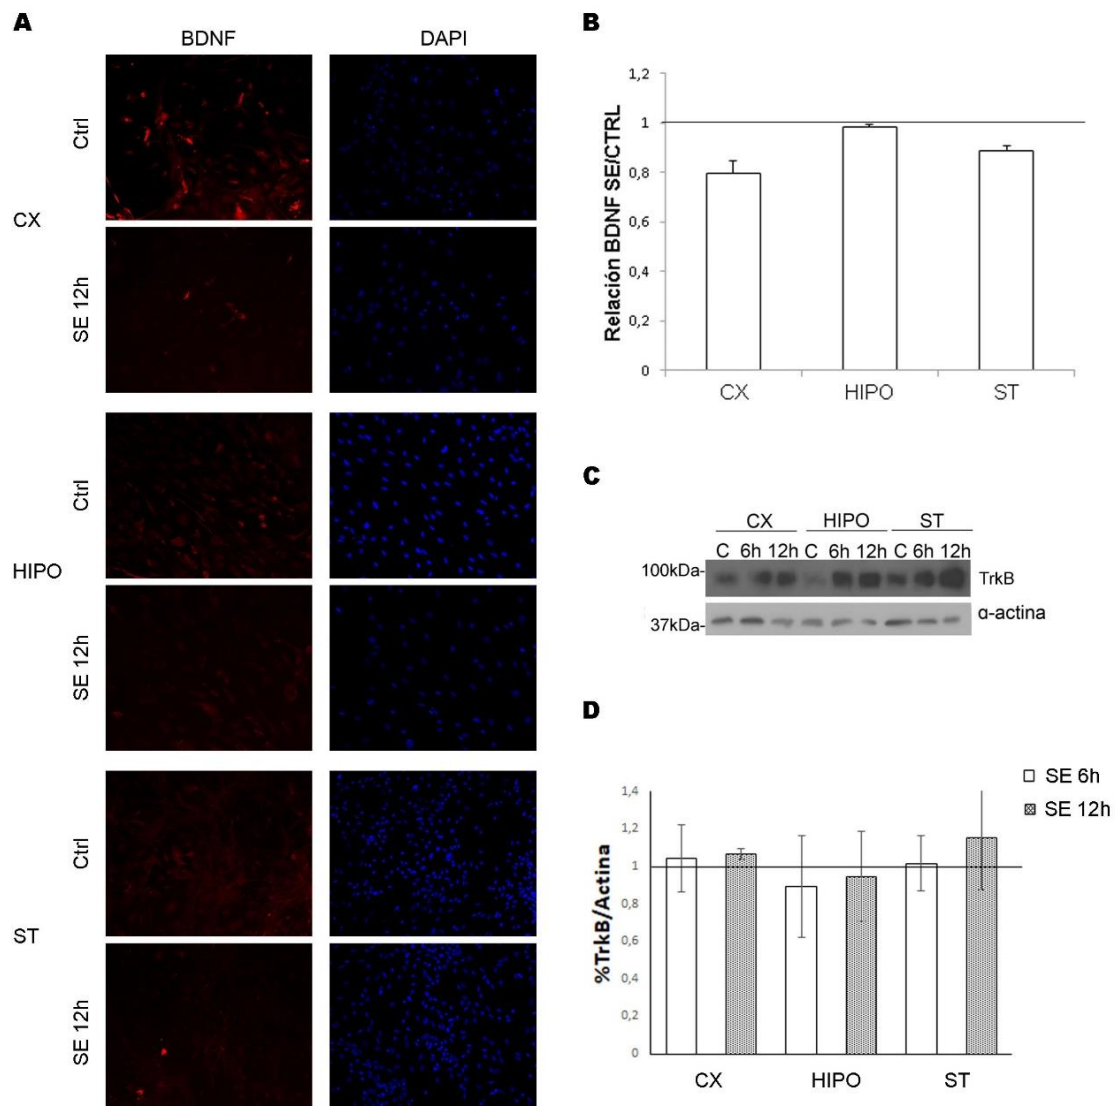 A
BDNF DAPI
CX
Ctrl
SE 12h
HIPO
Ctrl
SE 12h
ST
Ctrl
SE 12h
B
Relación BDNF SE/CTRL
1,2
1
0,8
0,6
0,4
0,2
0
CX HIPO ST
C
CX HIPO ST
C 6h 12h C 6h 12h C 6h 12h
100kDa- TrkB
37kDa- α-actina
D
SE 6h
SE 12h
%TrkB/Actina
1,4
1,2
1
0,8
0,6
0,4
0,2
0
CX HIPO ST